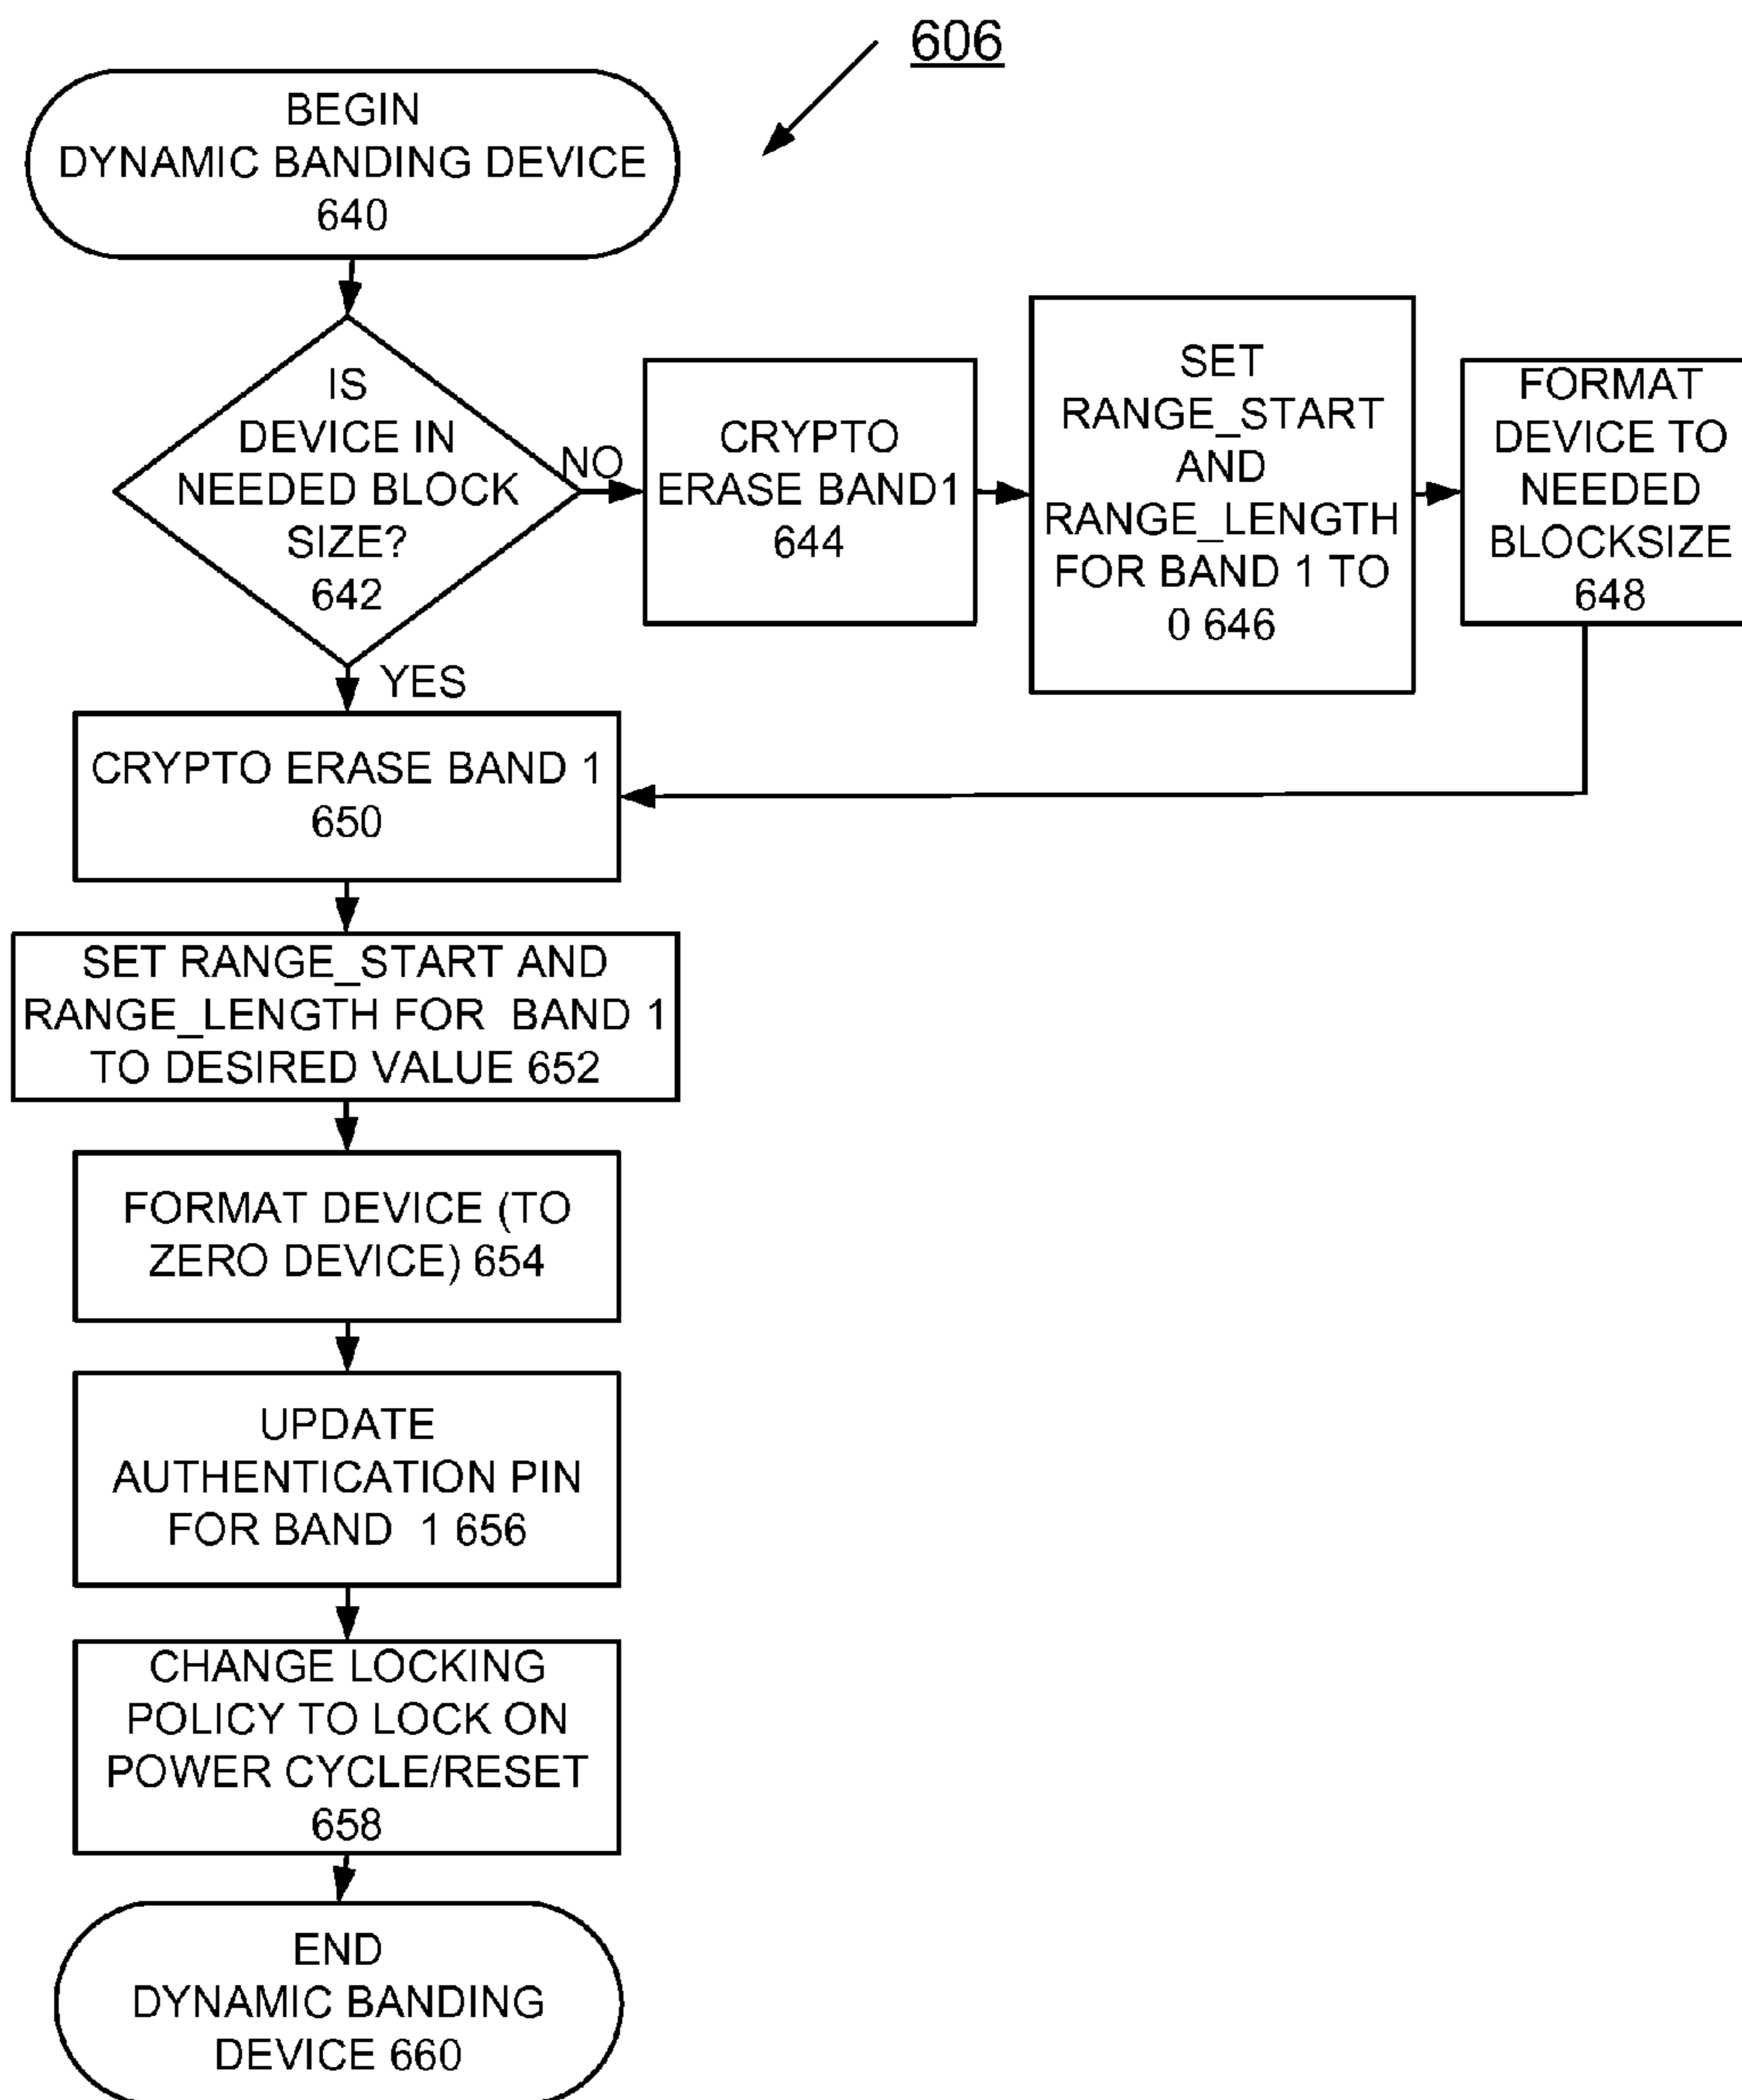 606
BEGIN
DYNAMIC BANDING DEVICE
640
IS
DEVICE IN
NEEDED BLOCK
SIZE?
642
NO
YES
CRYPTO
ERASE BAND1
644
SET
RANGE_START
AND
RANGE_LENGTH
FOR BAND 1 TO
0 646
FORMAT
DEVICE TO
NEEDED
BLOCKSIZE
648
CRYPTO ERASE BAND 1
650
SET RANGE_START AND
RANGE_LENGTH FOR BAND 1
TO DESIRED VALUE 652
FORMAT DEVICE (TO
ZERO DEVICE) 654
UPDATE
AUTHENTICATION PIN
FOR BAND 1 656
CHANGE LOCKING
POLICY TO LOCK ON
POWER CYCLE/RESET
658
END
DYNAMIC BANDING
DEVICE 660